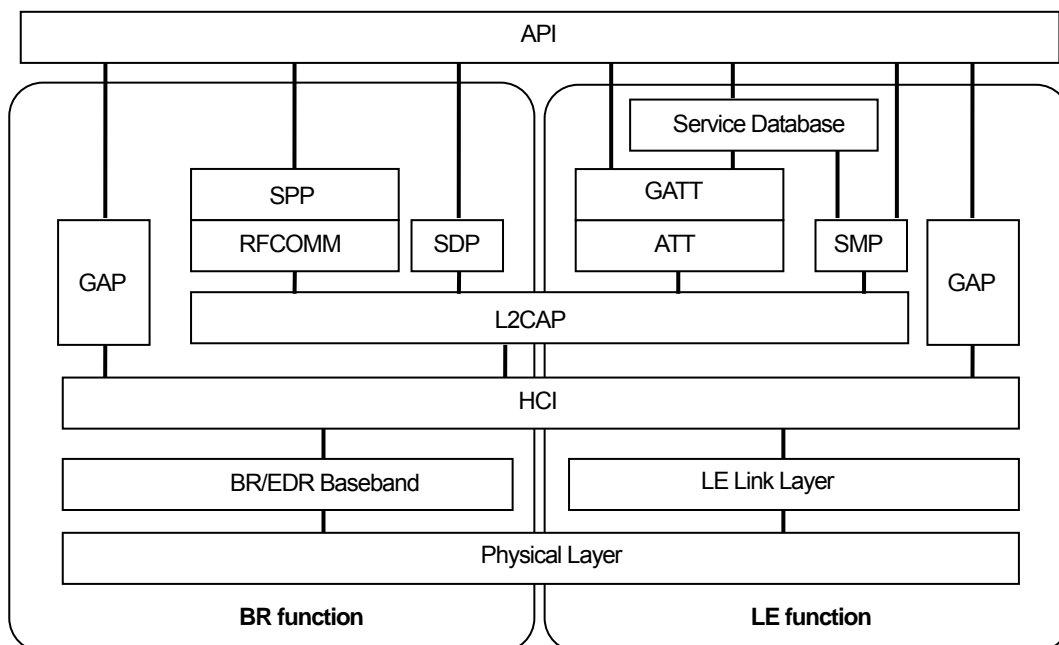 API
Service Database
SPP
GATT
RFCOMM
SDP
ATT
SMP
GAP
GAP
L2CAP
HCI
BR/EDR Baseband
LE Link Layer
Physical Layer
BR function
LE function